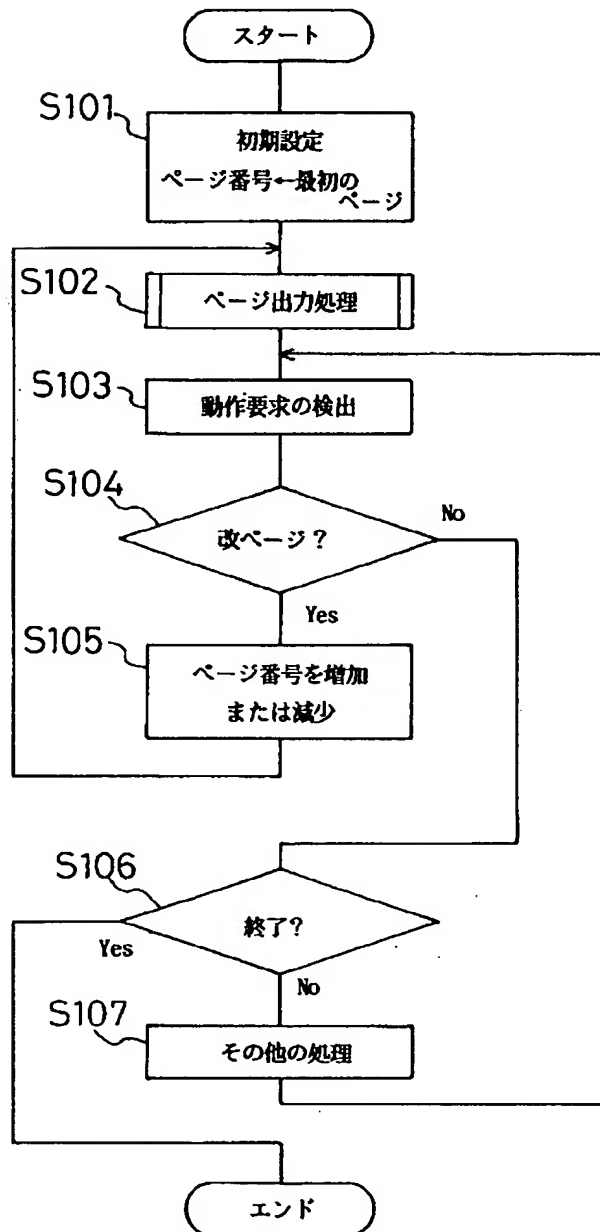 スタート
S101
初期設定
ページ番号←最初の
ページ
S102
ページ出力処理
S103
動作要求の検出
S104
改ページ？
No
Yes
S105
ページ番号を増加
または減少
S106
終了？
Yes
No
S107
その他の処理
エンド